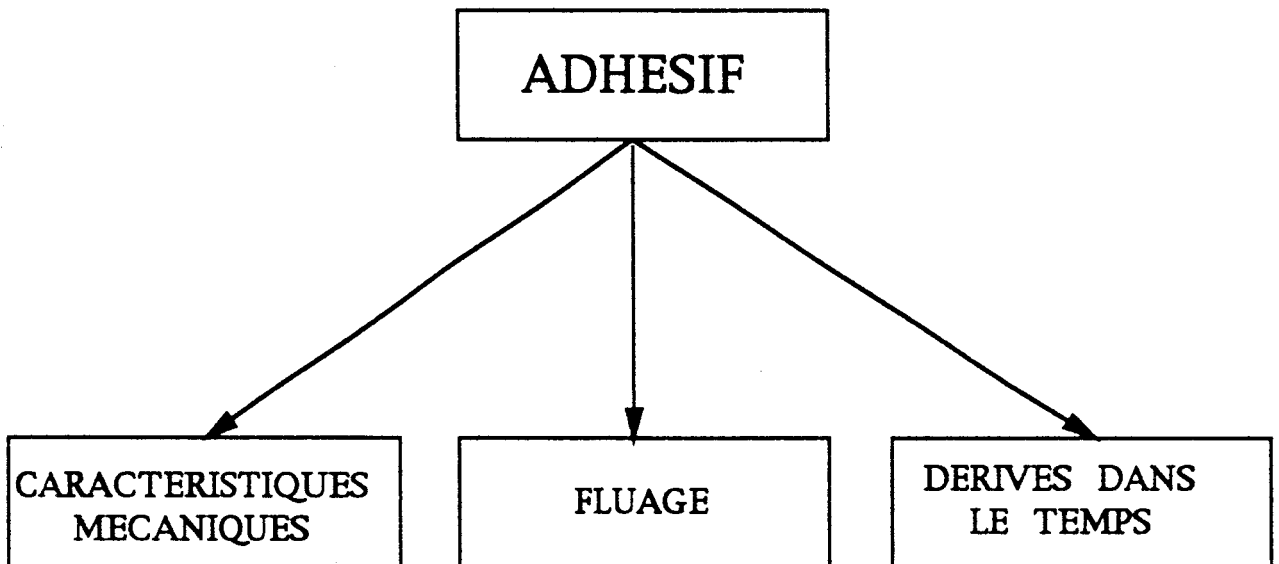 ADHESIF
CARACTERISTIQUES
MECANIQUES
FLUAGE
DERIVES DANS
LE TEMPS